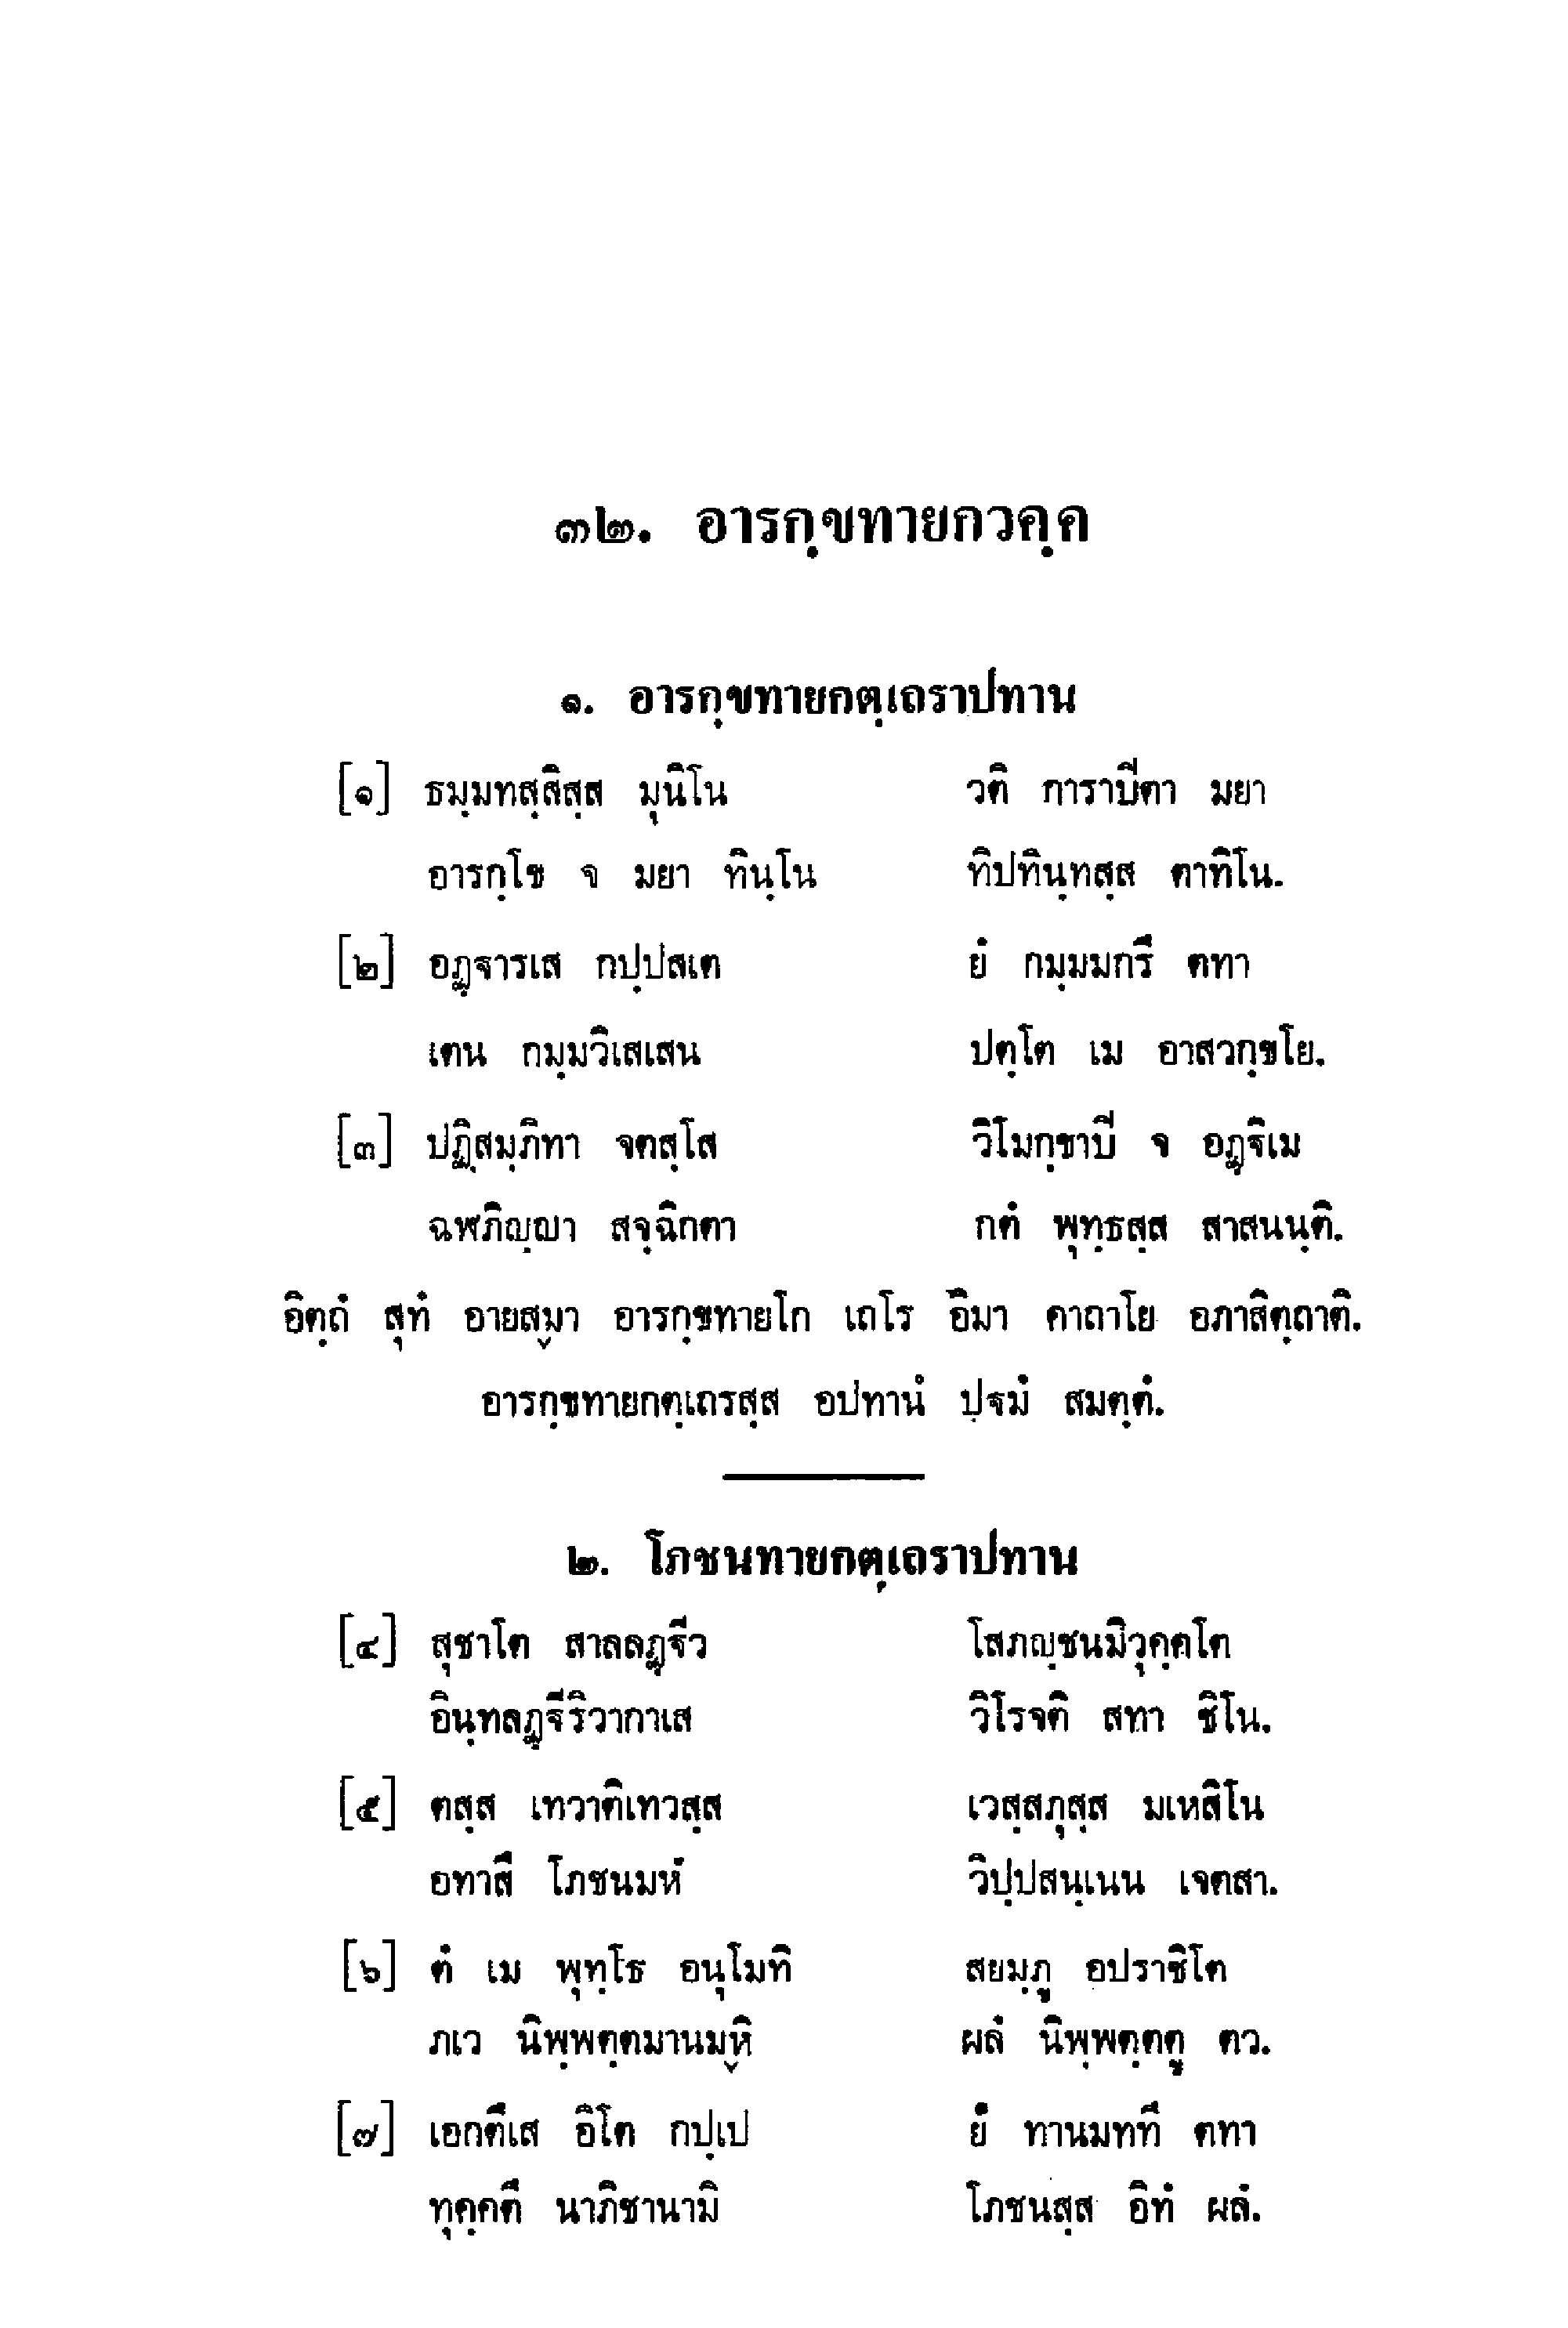 ๓๒. อารกฺขทายกวคฺค
๑. อารกฺขทายกตฺเถราปทาน
[๑] ธมฺมทสฺสิสฺส มุนิโน วติ การาปิตา มยา
อารกฺโข จ มยา ทินฺโน ทิปทินฺทสฺส ตาทิโน.
[๒] อฏฺฐารเส กปฺปสเต ยํ กมฺมมกรึ ตทา
เตน กมฺมวิเสเสน ปตฺโต เม อาสวกฺขโย.
[๓] ปฏิสมฺภิทา จตสฺโส วิโมกฺขาปิ จ อฏฺฐิเม
ฉฬภิญฺญา สจฺฉิกตา กตํ พุทฺธสฺส สาสนนฺติ.
อิตฺถํ สุทํ อายสฺมา อารกฺขทายโก เถโร อิมา คาถาโย อภาสิตฺถาติ.
อารกฺขทายกตฺเถรสฺส อปทานํ ปฐมํ สมตฺตํ.
๒. โภชนทายกตฺเถราปทาน
[๔] สุชาโต สาลลฏฺฐีว โสภญฺชนมิวุคฺคโต
อินฺทลฏฺฐีริวากาเส วิโรจติ สทา ชิโน.
[๕] ตสฺส เทวาติเทวสฺส เวสฺสภุสฺส มเหสิโน
อทาสึ โภชนมหํ วิปฺปสนฺเนน เจตสา.
[๖] ตํ เม พุทฺโธ อนุโมทิ สยมฺภู อปราชิโต
ภเว นิพฺพตฺตมานมฺหิ ผลํ นิพฺพตฺตตู ตว.
[๗] เอกตึเส อิโต กปฺเป ยํ ทานมททึ ตทา
ทุคฺคตึ นาภิชานามิ โภชนสฺส อิทํ ผลํ.